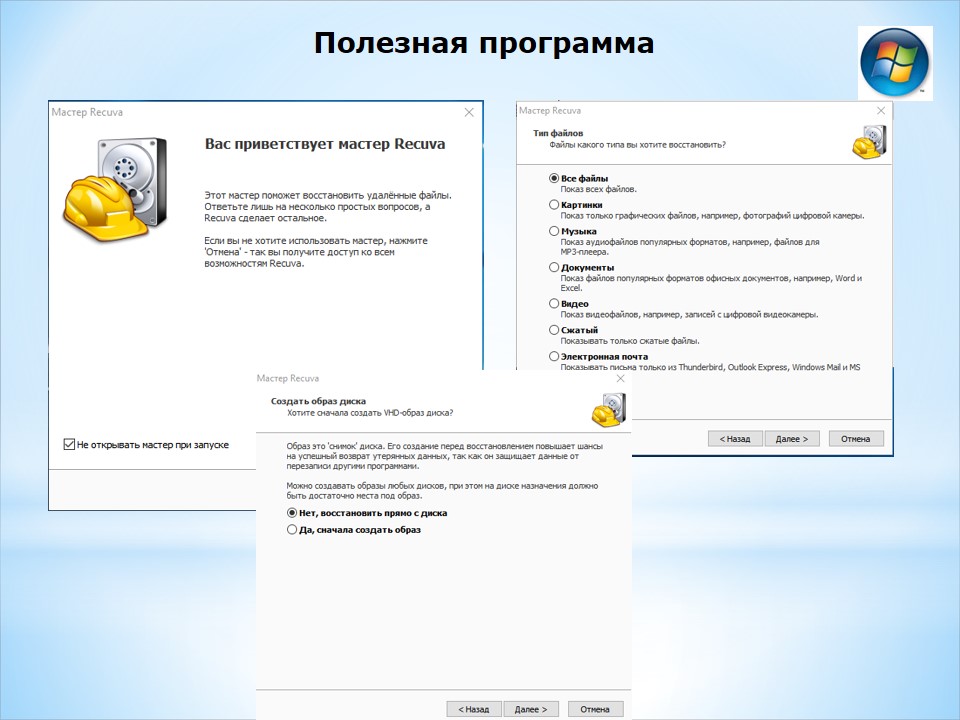 Полезная программа
Мастер Recuva
Вас приветствует мастер Recuva
Этот мастер поможет восстановить удалённые файлы.
Ответьте лишь на несколько простых вопросов, а
Recuva сделает остальное.
Если вы не хотите использовать мастер, нажмите
'Отмена' - так вы получите доступ ко всем
возможностям Recuva.
Не открывать мастер при запуске
Мастер Recuva
Тип файлов
Файлы какого типа вы хотите восстановить?
Все файлы
Показ всех файлов.
Картинки
Показ только графических файлов, например, фотографий цифровой камеры.
Музыка
Показ аудиофайлов популярных форматов, например, файлов для
MP3-плеера.
Документы
Показ файлов популярных форматов офисных документов, например, Word и
Excel.
Видео
Показ видеофайлов, например, записей с цифровой видеокамеры.
Сжатый
Показывать только сжатые файлы.
Электронная почта
Показывать письма только из Thunderbird, Outlook Express, Windows Mail и MS
< Назад
Далее >
Отмена
Мастер Recuva
Создать образ диска
Хотите сначала создать VHD-образ диска?
Образ это 'снимок' диска. Его создание перед восстановлением повышает шансы
на успешный возврат утерянных данных, так как он защищает данные от
перезаписи другими программами.
Можно создавать образы любых дисков, при этом на диске назначения должно
быть достаточно места под образ.
Нет, восстановить прямо с диска
Да, сначала создать образ
< Назад
Далее >
Отмена